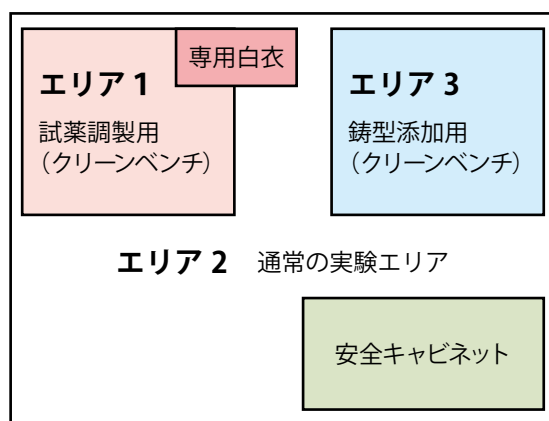 専用白衣
エリア 1
試薬調製用
（クリーンベンチ）
エリア 3
鋳型添加用
（クリーンベンチ）
エリア 2 通常の実験エリア
安全キャビネット